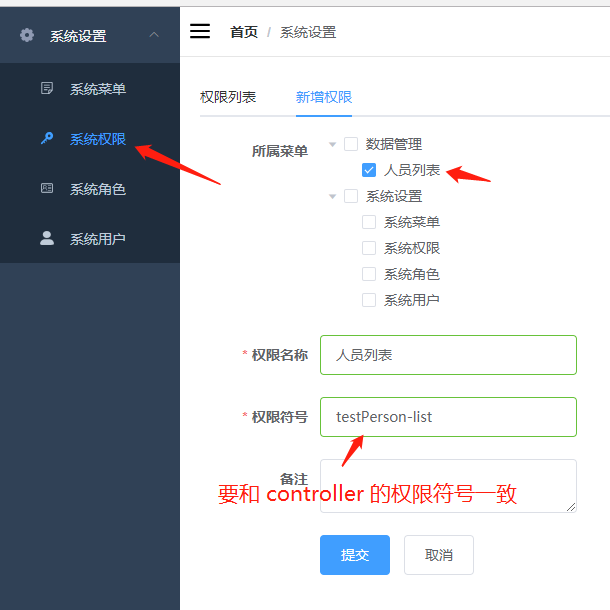 系统设置
系统菜单
系统权限
系统角色
系统用户
首页 / 系统设置
权限列表 新增权限
所属菜单
数据管理
人员列表
系统设置
系统菜单
系统权限
系统角色
系统用户
* 权限名称 人员列表
* 权限符号 testPerson-list
备注
要和 controller 的权限符号一致
提交 取消